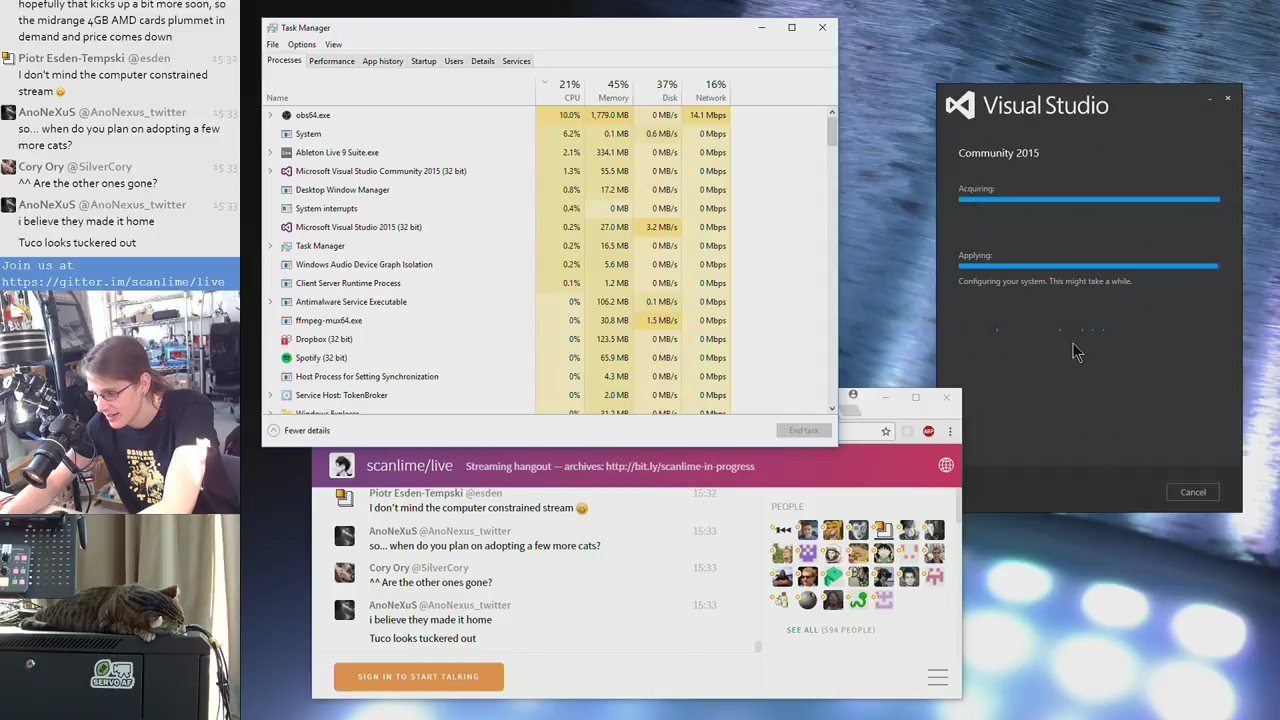 hopefully that kicks up a bit more soon, so
the midrange 4GB AMD cards plummet in
demand and price comes down
Piotr Esden-Tempski @esden 15:32
I don't mind the computer constrained
stream
AnoNeXuS @AnoNexus_twitter 15:33
so... when do you plan on adopting a few
more cats?
Cory Ory @SilverCory 15:33
^^ Are the other ones gone?
AnoNeXuS @AnoNexus_twitter 15:33
i believe they made it home
Tuco looks tuckered out
Join us at
https://gitter.im/scanlime/live
SERVO AF
Task Manager
File Options View
Processes Performance App history Startup Users Details Services
21% 45% 37% 16%
Name CPU Memory Disk Network
obs64.exe 10.0% 1,779.0 MB 0 MB/s 14.1 Mbps
System 6.2% 0.1 MB 0.6 MB/s 0 Mbps
Ableton Live 9 Suite.exe 2.1% 334.1 MB 0 MB/s 0 Mbps
Microsoft Visual Studio Community 2015 (32 bit) 1.3% 55.5 MB 0 MB/s 0 Mbps
Desktop Window Manager 0.8% 17.2 MB 0 MB/s 0 Mbps
System interrupts 0.4% 0 MB 0 MB/s 0 Mbps
Microsoft Visual Studio 2015 (32 bit) 0.2% 27.0 MB 3.2 MB/s 0 Mbps
Task Manager 0.2% 16.5 MB 0 MB/s 0 Mbps
Windows Audio Device Graph Isolation 0.2% 5.6 MB 0 MB/s 0 Mbps
Client Server Runtime Process 0.1% 1.2 MB 0 MB/s 0 Mbps
Antimalware Service Executable 0% 106.2 MB 0.1 MB/s 0 Mbps
ffmpeg-mux64.exe 0% 30.8 MB 1.5 MB/s 0 Mbps
Dropbox (32 bit) 0% 123.5 MB 0 MB/s 0 Mbps
Spotify (32 bit) 0% 65.9 MB 0 MB/s 0 Mbps
Host Process for Setting Synchronization 0% 4.3 MB 0 MB/s 0 Mbps
Service Host: TokenBroker 0% 2.0 MB 0 MB/s 0 Mbps
Windows Explorer 0% 31.2 MB 0 MB/s 0 Mbps
Fewer details End task
ABP
scanlime/live Streaming hangout — archives: http://bit.ly/scanlime-in-progress
Piotr Esden-Tempski @esden 15:32
I don't mind the computer constrained stream
AnoNeXuS @AnoNexus_twitter 15:33
so... when do you plan on adopting a few more cats?
Cory Ory @SilverCory 15:33
^^ Are the other ones gone?
AnoNeXuS @AnoNexus_twitter 15:33
i believe they made it home
Tuco looks tuckered out
SIGN IN TO START TALKING
PEOPLE
SEE ALL (594 PEOPLE)
Visual Studio
Community 2015
Acquiring:
Applying:
Configuring your system. This might take a while.
Cancel